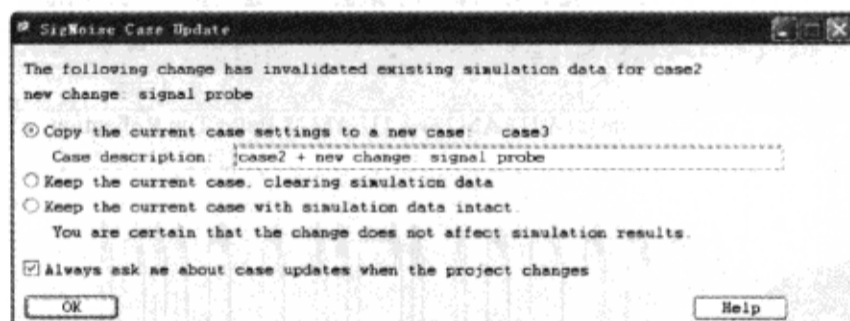 SigNoise Case Update
The following change has invalidated existing simulation data for case2
new change: signal probe
Copy the current case settings to a new case: case3
Case description: case2 + new change: signal probe
Keep the current case, clearing simulation data
Keep the current case with simulation data intact.
You are certain that the change does not affect simulation results.
Always ask me about case updates when the project changes
OK Help